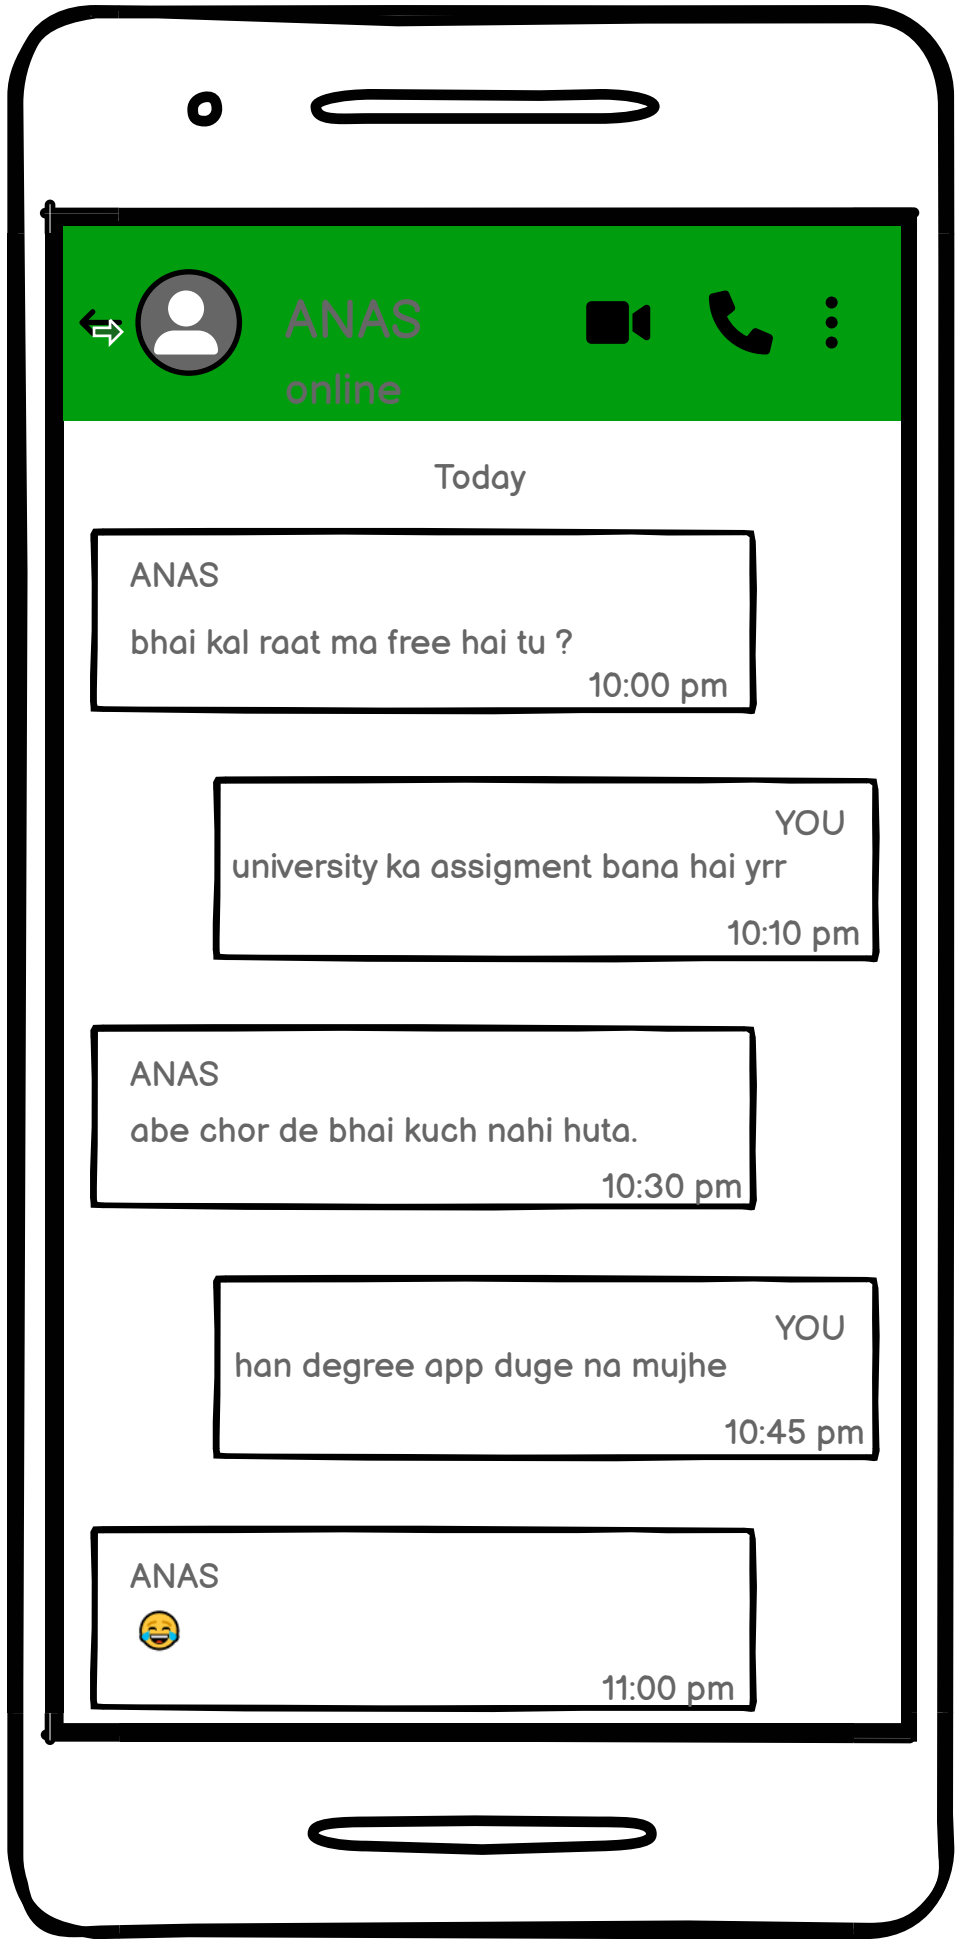 ANAS
online
Today
ANAS
bhai kal raat ma free hai tu ?
10:00 pm
YOU
university ka assigment bana hai yrr
10:10 pm
ANAS
abe chor de bhai kuch nahi huta.
10:30 pm
YOU
han degree app duge na mujhe
10:45 pm
ANAS
😂
11:00 pm